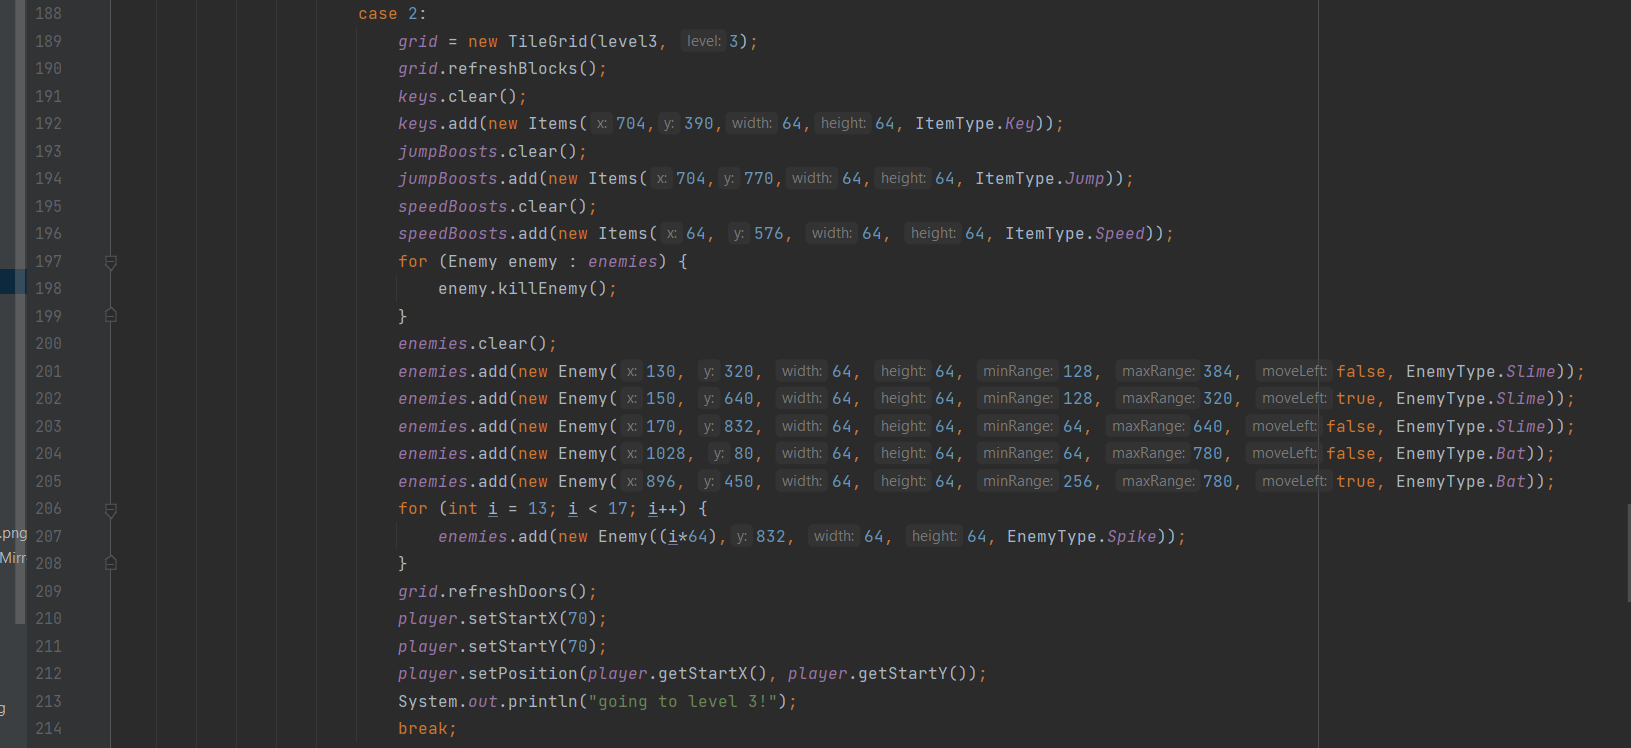 188 case 2:
189 grid = new TileGrid(level3, level: 3);
190 grid.refreshBlocks();
191 keys.clear();
192 keys.add(new Items( x: 704, y: 390, width: 64, height: 64, ItemType.Key));
193 jumpBoosts.clear();
194 jumpBoosts.add(new Items( x: 704, y: 770, width: 64, height: 64, ItemType.Jump));
195 speedBoosts.clear();
196 speedBoosts.add(new Items( x: 64, y: 576, width: 64, height: 64, ItemType.Speed));
197 for (Enemy enemy : enemies) {
198 enemy.killEnemy();
199 }
200 enemies.clear();
201 enemies.add(new Enemy( x: 130, y: 320, width: 64, height: 64, minRange: 128, maxRange: 384, moveLeft: false, EnemyType.Slime));
202 enemies.add(new Enemy( x: 150, y: 640, width: 64, height: 64, minRange: 128, maxRange: 320, moveLeft: true, EnemyType.Slime));
203 enemies.add(new Enemy( x: 170, y: 832, width: 64, height: 64, minRange: 64, maxRange: 640, moveLeft: false, EnemyType.Slime));
204 enemies.add(new Enemy( x: 1028, y: 80, width: 64, height: 64, minRange: 64, maxRange: 780, moveLeft: false, EnemyType.Bat));
205 enemies.add(new Enemy( x: 896, y: 450, width: 64, height: 64, minRange: 256, maxRange: 780, moveLeft: true, EnemyType.Bat));
206 for (int i = 13; i < 17; i++) {
.png 207 enemies.add(new Enemy((i*64), y: 832, width: 64, height: 64, EnemyType.Spike));
Mirr 208 }
209 grid.refreshDoors();
210 player.setStartX(70);
211 player.setStartY(70);
212 player.setPosition(player.getStartX(), player.getStartY());
g 213 System.out.println("going to level 3!");
214 break;